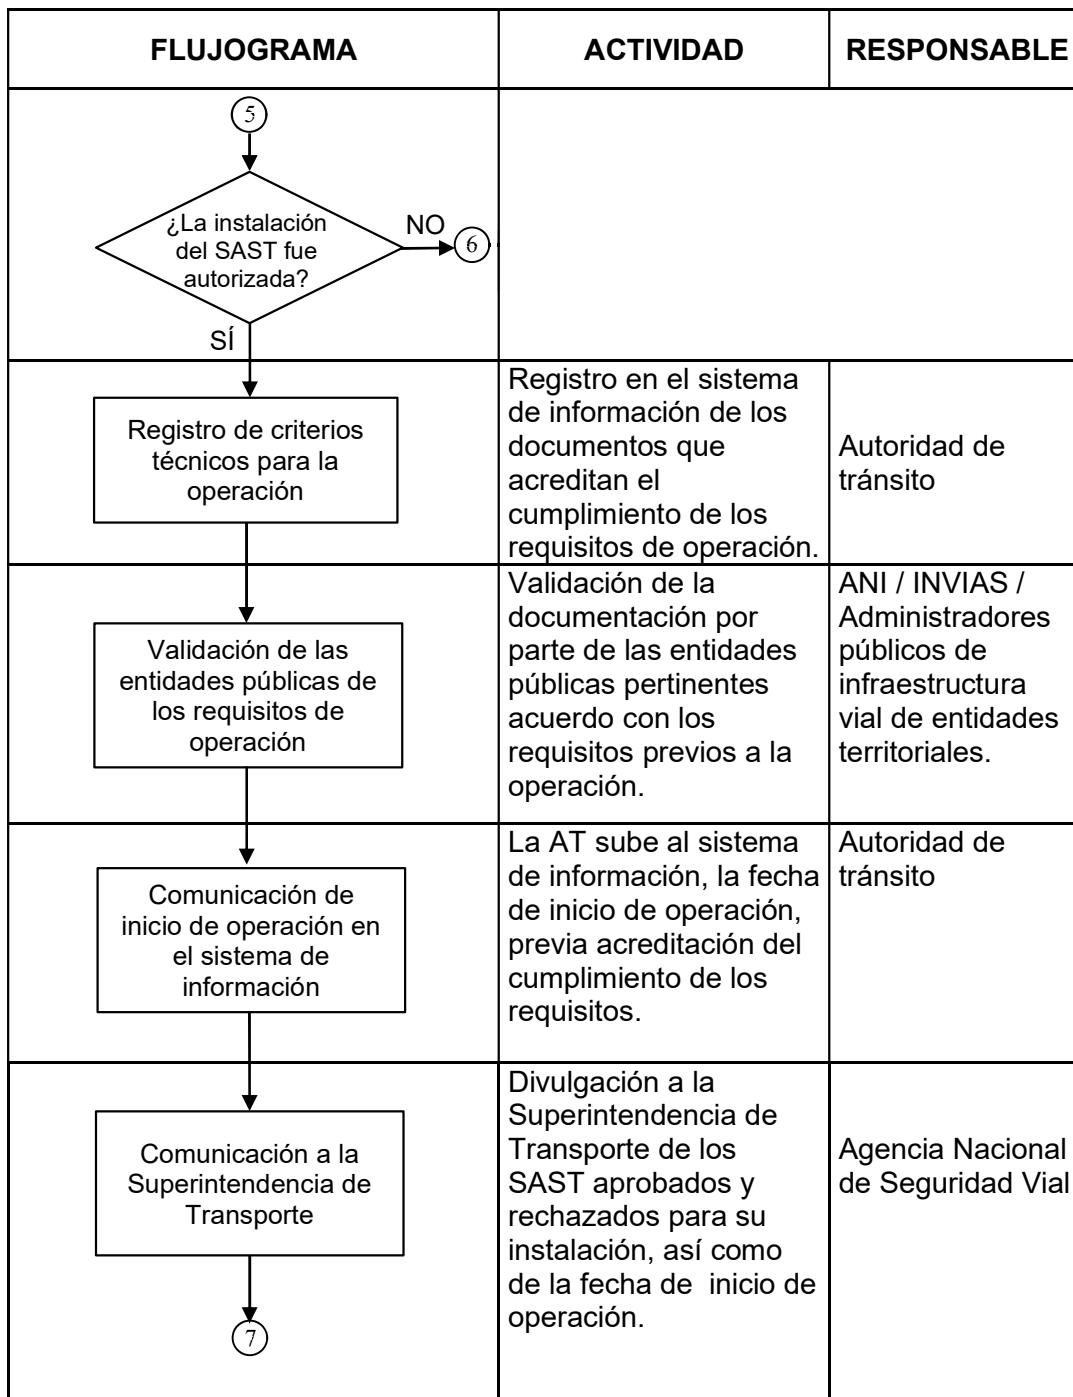 FLUJOGRAMA
ACTIVIDAD
RESPONSABLE
5
¿La instalación
del SAST fue
autorizada?
NO
6
SÍ
Registro de criterios
técnicos para la
operación
Registro en el sistema
de información de los
documentos que
acreditan el
cumplimiento de los
requisitos de operación.
Autoridad de
tránsito
Validación de las
entidades públicas de
los requisitos de
operación
Validación de la
documentación por
parte de las entidades
públicas pertinentes
acuerdo con los
requisitos previos a la
operación.
ANI / INVIAS /
Administradores
públicos de
infraestructura
vial de entidades
territoriales.
Comunicación de
inicio de operación en
el sistema de
información
La AT sube al sistema
de información, la fecha
de inicio de operación,
previa acreditación del
cumplimiento de los
requisitos.
Autoridad de
tránsito
Comunicación a la
Superintendencia de
Transporte
Divulgación a la
Superintendencia de
Transporte de los
SAST aprobados y
rechazados para su
instalación, así como
de la fecha de  inicio de
operación.
Agencia Nacional
de Seguridad Vial
7